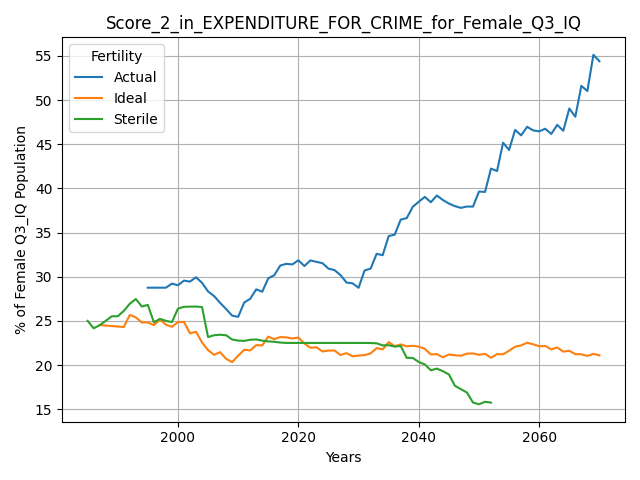 Score_2_in_EXPENDITURE_FOR_CRIME_for_Female_Q3_IQ
Fertility
Actual
Ideal
Sterile
% of Female Q3_IQ Population
55
50
45
40
35
30
25
20
15
2000
2020
2040
2060
Years